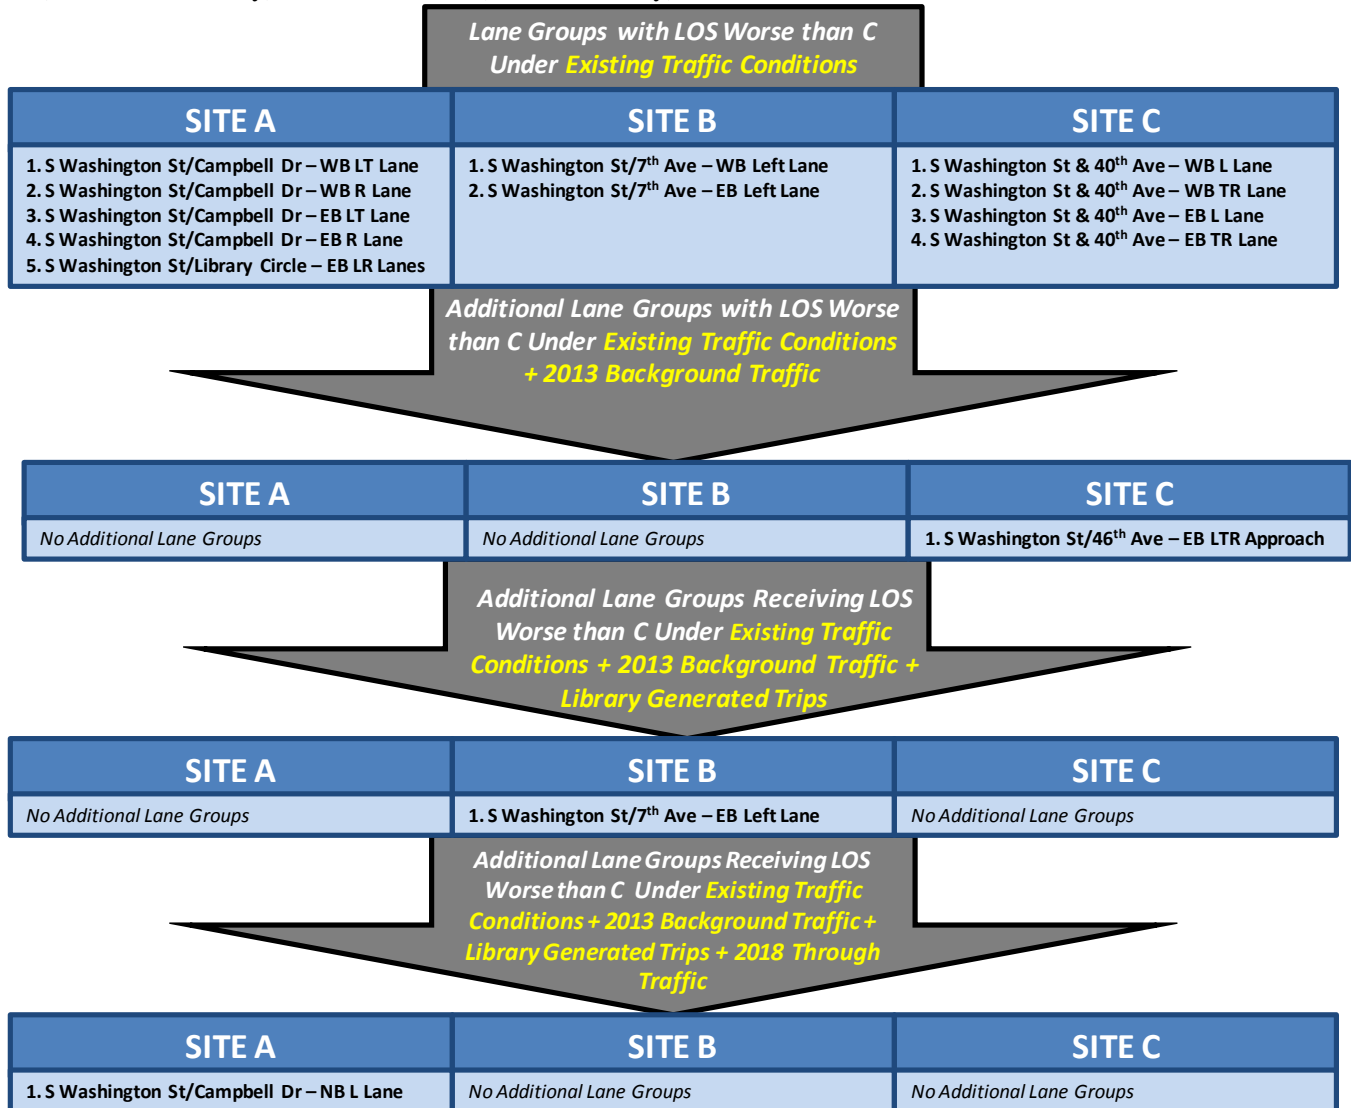 Lane Groups with LOS Worse than C
Under Existing Traffic Conditions
SITE A
SITE B
SITE C
1. S Washington St/Campbell Dr – WB LT Lane
2. S Washington St/Campbell Dr – WB R Lane
3. S Washington St/Campbell Dr – EB LT Lane
4. S Washington St/Campbell Dr – EB R Lane
5. S Washington St/Library Circle – EB LR Lanes
1. S Washington St/7th Ave – WB Left Lane
2. S Washington St/7th Ave – EB Left Lane
1. S Washington St & 40th Ave – WB L Lane
2. S Washington St & 40th Ave – WB TR Lane
3. S Washington St & 40th Ave – EB L Lane
4. S Washington St & 40th Ave – EB TR Lane
Additional Lane Groups with LOS Worse
than C Under Existing Traffic Conditions
+ 2013 Background Traffic
SITE A
SITE B
SITE C
No Additional Lane Groups
No Additional Lane Groups
1. S Washington St/46th Ave – EB LTR Approach
Additional Lane Groups Receiving LOS
Worse than C Under Existing Traffic
Conditions + 2013 Background Traffic +
Library Generated Trips
SITE A
SITE B
SITE C
No Additional Lane Groups
1. S Washington St/7th Ave – EB Left Lane
No Additional Lane Groups
Additional Lane Groups Receiving LOS
Worse than C Under Existing Traffic
Conditions + 2013 Background Traffic +
Library Generated Trips + 2018 Through
Traffic
SITE A
SITE B
SITE C
1. S Washington St/Campbell Dr – NB L Lane
No Additional Lane Groups
No Additional Lane Groups